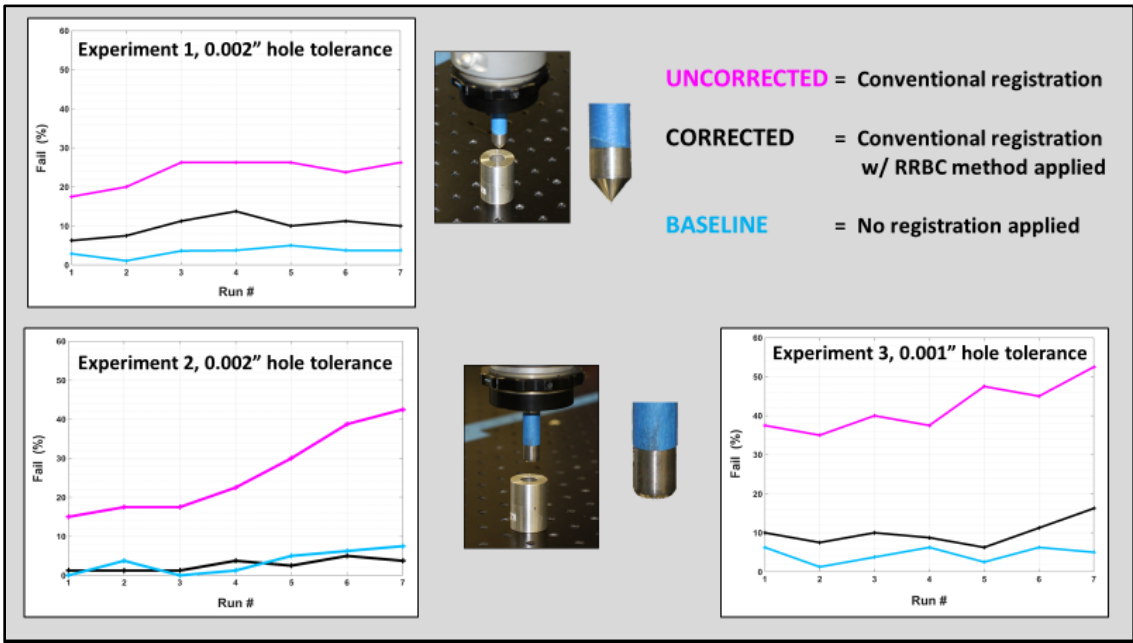 Experiment 1, 0.002” hole tolerance
60
50
40
30
20
10
0
Fail (%)
1 2 3 4 5 6 7
Run #
UNCORRECTED = Conventional registration
CORRECTED = Conventional registration
w/ RRBC method applied
BASELINE = No registration applied
Experiment 2, 0.002” hole tolerance
60
50
40
30
20
10
0
Fail (%)
1 2 3 4 5 6 7
Run #
Experiment 3, 0.001” hole tolerance
60
50
40
30
20
10
0
Fail (%)
1 2 3 4 5 6 7
Run #